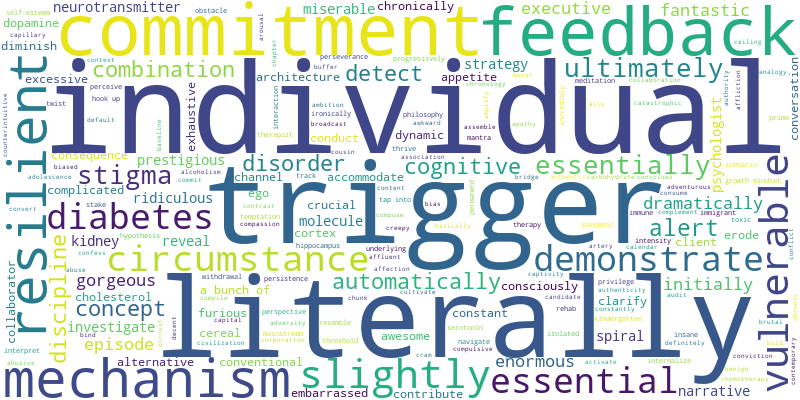 self-esteem
neurotransmitter
obstacle
miserable
chronically
executive
fantastic
dopamine
capillary
arousal
commitment
feedback
ceiling
diminish
context
chapter
perseverance
progressively
combination
detect
strategy
ultimately
conversation
excessive
perceive
buffer
architecture
appetite
meditation
collaboration
analogy
counterintuitive
twist
hook up
exhaustive
chronology
catastrophic
authority
affliction
individual
default
baseline
interaction
ambition
ironically
broadcast
philosophy
awkward
assemble
mantra
amplify
boost
incredibly
ally
prime
resilient
therapist
conduct
dynamic
apathy
consequence
prestigious
cousin
thrive
association
psychologist
biased
stigma
disorder
cognitive
essentially
scenario
adolescence
alcoholism
commit
channel
track
accommodate
bridge
authentic
carbohydrate
conscious
growth mindset
complicated
ridiculous
ego
content
tap into
adventurous
consume
convert
stake
contrast
crucial
bias
permanent
dramatically
diabetes
temptation
compassion
molecule
compose
creepy
trigger
therapy
pandemic
immune
complement
immigrant
toxic
vulnerable
kidney
hypothesis
reveal
cortex
basically
alert
client
erode
conflict
discipline
confess
hippocampus
underlying
affluent
artery
intensity
calendar
circumstance
demonstrate
collaborator
abuse
withdrawal
persistence
affection
captivity
privilege
authenticity
gorgeous
automatically
consciously
initially
cholesterol
a bunch of
chunk
cultivate
candidate
rehab
constantly
audit
concept
compile
perspective
literally
kindergarten
clarify
investigate
furious
adversity
resemble
constant
serotonin
isolated
insane
brutal
bind
decent
capital
mainstream
corporation
awesome
navigate
definitely
bold
episode
circuit
cereal
civilization
threshold
cram
compulsive
spiral
interpret
alternative
conventional
internalize
conviction
contemporary
abusive
activate
benign
chemotherapy
mechanism
slightly
essential
enormous
embarrassed
contribute
narrative